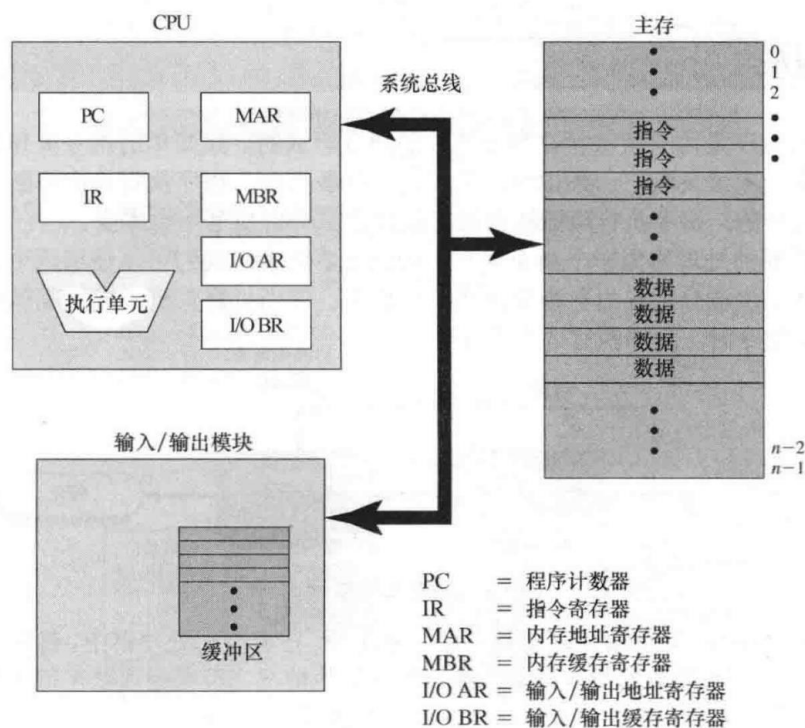 CPU
PC
MAR
IR
MBR
执行单元
I/O AR
I/O BR
系统总线
主存
0
1
2
指令
指令
指令
数据
数据
数据
数据
n−2
n−1
输入/输出模块
缓冲区
PC = 程序计数器
IR = 指令寄存器
MAR = 内存地址寄存器
MBR = 内存缓存寄存器
I/O AR = 输入/输出地址寄存器
I/O BR = 输入/输出缓存寄存器